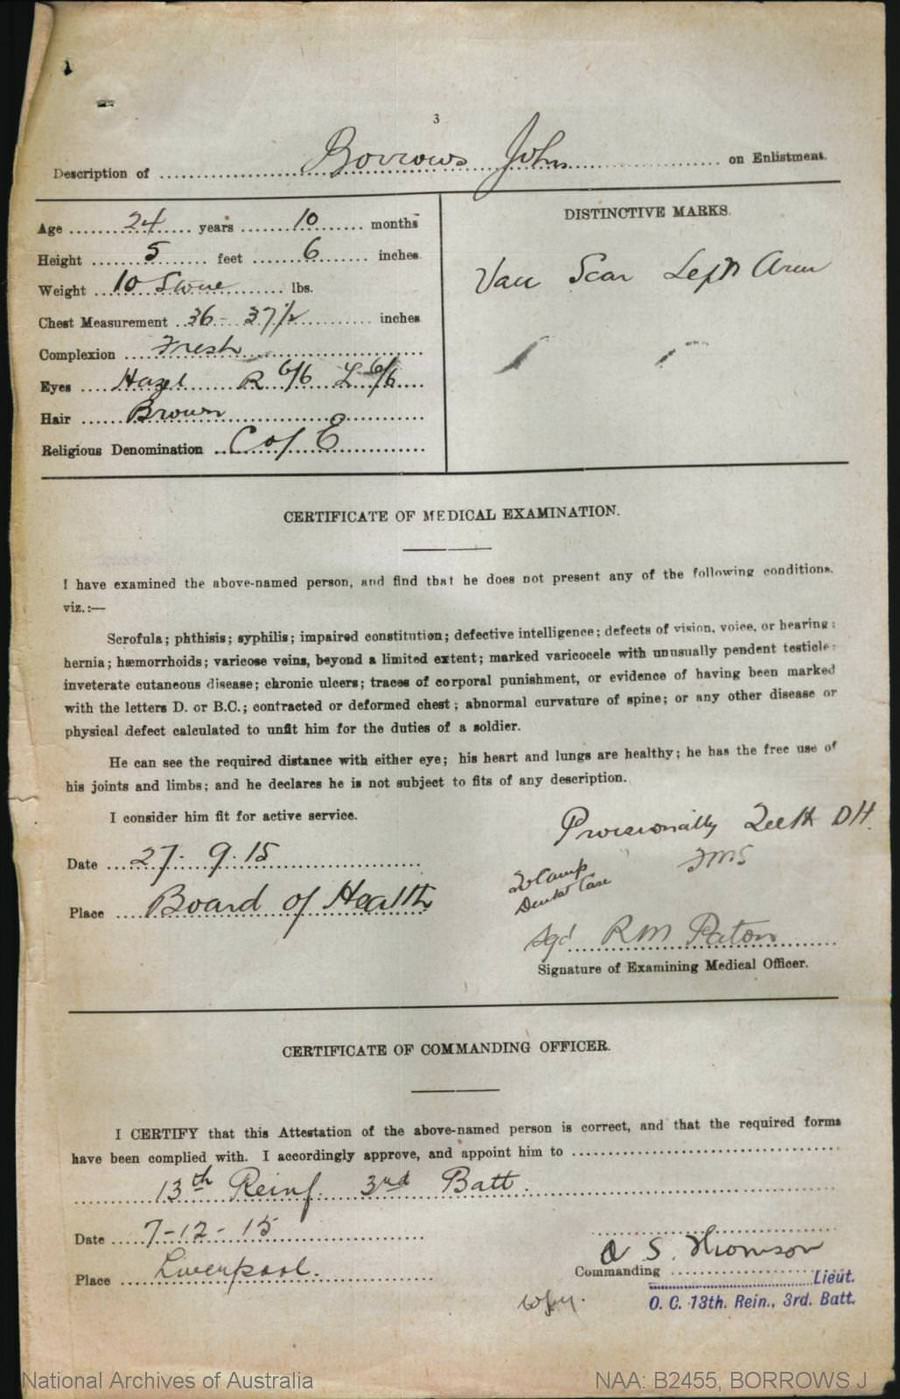 3
Description of Borrows John on Enlistment.
Age 24 years 10 months
Height 5 feet 6 inches
Weight 10 Stone lbs.
Chest Measurement 36 - 37½ inches
Complexion Fresh
Eyes Hazel R 6/6 L 6/6
Hair Brown
Religious Denomination C of E
DISTINCTIVE MARKS.
Vacc Scar Left Arm
CERTIFICATE OF MEDICAL EXAMINATION.
I have examined the above-named person, and find that he does not present any of the following conditions,
viz.:—
Scrofula; phthisis; syphilis; impaired constitution; defective intelligence; defects of vision, voice, or hearing;
hernia; hæmorrhoids; varicose veins, beyond a limited extent; marked varicocele with unusually pendent testicle;
inveterate cutaneous disease; chronic ulcers; traces of corporal punishment, or evidence of having been marked
with the letters D. or B.C.; contracted or deformed chest; abnormal curvature of spine; or any other disease or
physical defect calculated to unfit him for the duties of a soldier.
He can see the required distance with either eye; his heart and lungs are healthy; he has the free use of
his joints and limbs; and he declares he is not subject to fits of any description.
I consider him fit for active service.
Provisionally Teeth DH.
Date 27. 9. 15
To Camp
Dental Case
Place Board of Health
Sgd R M Paton
Signature of Examining Medical Officer.
CERTIFICATE OF COMMANDING OFFICER.
I CERTIFY that this Attestation of the above-named person is correct, and that the required forms
have been complied with. I accordingly approve, and appoint him to
13th Reinf. 3rd Batt.
Date 7-12-15
S. Thomson
Place Liverpool.
Commanding
Lieut.
O. C. 13th. Rein., 3rd. Batt.
National Archives of Australia
NAA: B2455, BORROWS J